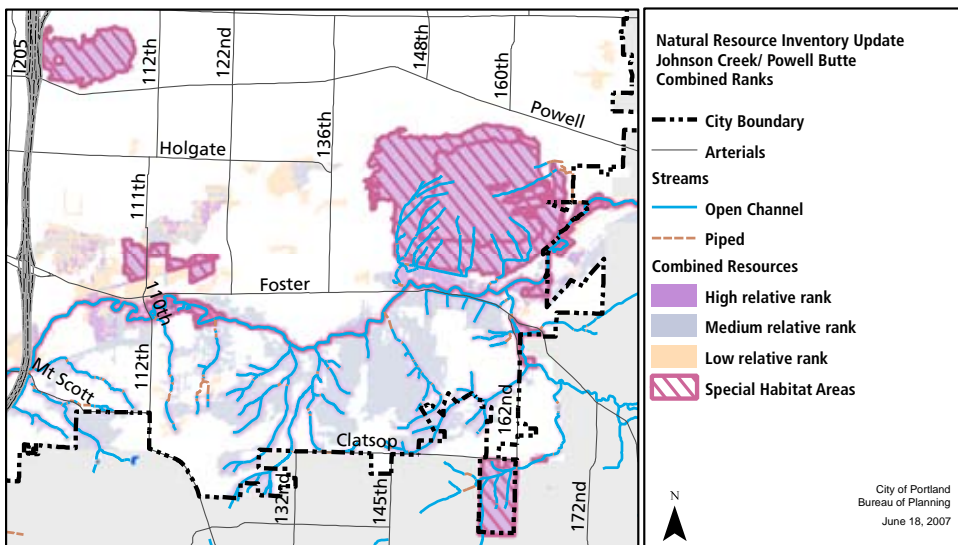 I205
112th
122nd
148th
160th
Powell
136th
Holgate
111th
Foster
110th
112th
Mt Scott
162nd
Clatsop
132nd
145th
172nd
Natural Resource Inventory Update
Johnson Creek/ Powell Butte
Combined Ranks
City Boundary
Arterials
Streams
Open Channel
Piped
Combined Resources
High relative rank
Medium relative rank
Low relative rank
Special Habitat Areas
N
City of Portland
Bureau of Planning
June 18, 2007